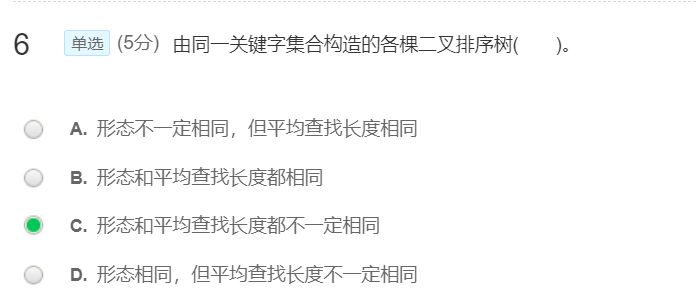 6 单选 (5分) 由同一关键字集合构造的各棵二叉排序树(  )。
A. 形态不一定相同，但平均查找长度相同
B. 形态和平均查找长度都相同
C. 形态和平均查找长度都不一定相同
D. 形态相同，但平均查找长度不一定相同